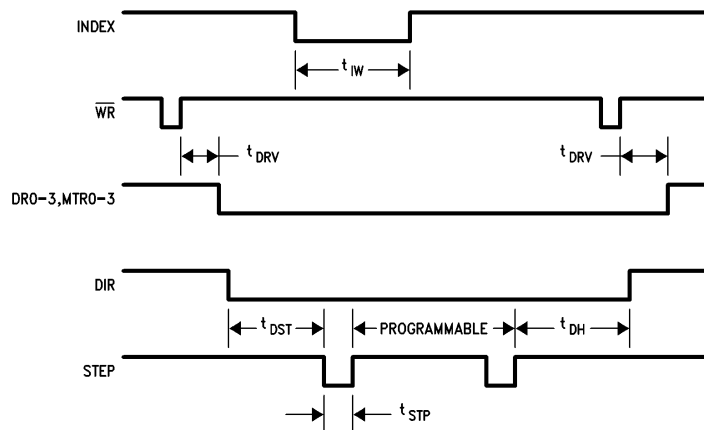 INDEX
t IW
WR
t DRV
t DRV
DR0-3,MTR0-3
DIR
t DST
PROGRAMMABLE
t DH
STEP
t STP